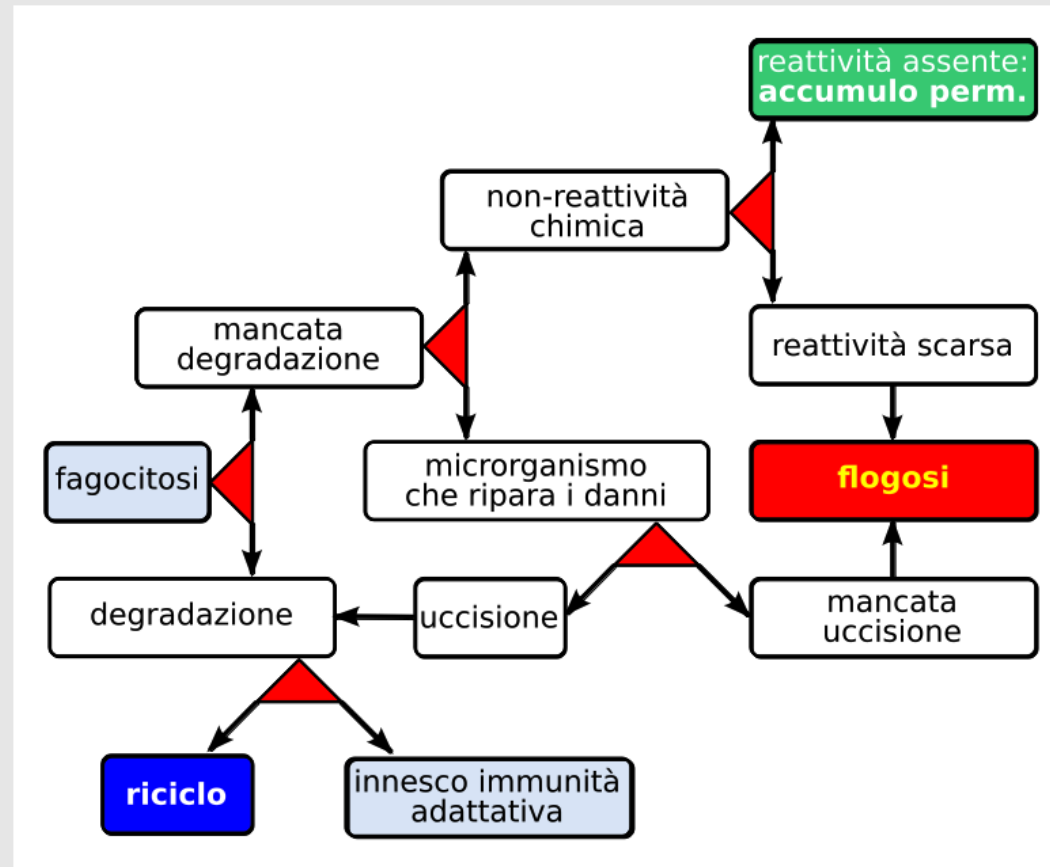 reattività assente:
accumulo perm.
non-reattività
chimica
mancata
degradazione
reattività scarsa
fagocitosi
microrganismo
che ripara i danni
flogosi
degradazione
uccisione
mancata
uccisione
riciclo
innesco immunità
adattativa